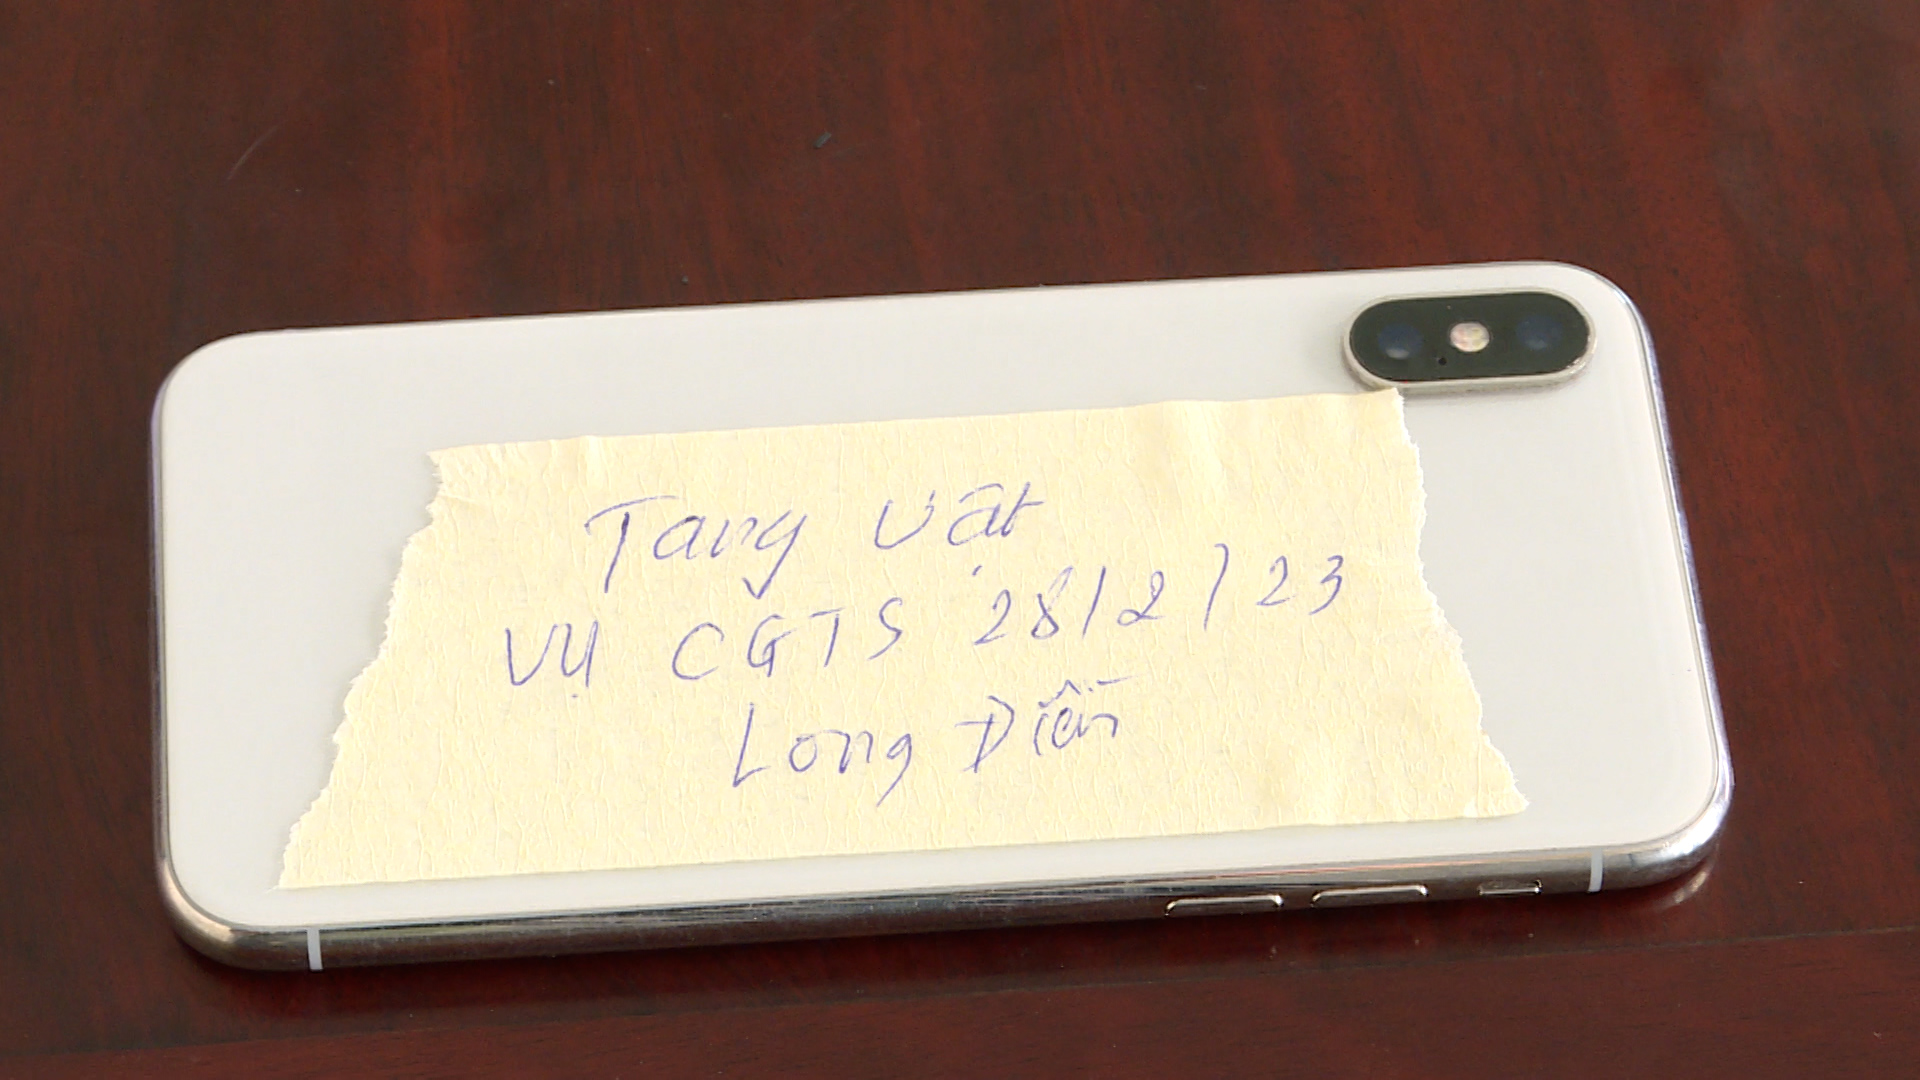 Tang vật
Vụ CGTS 28/2/23
Long Điền